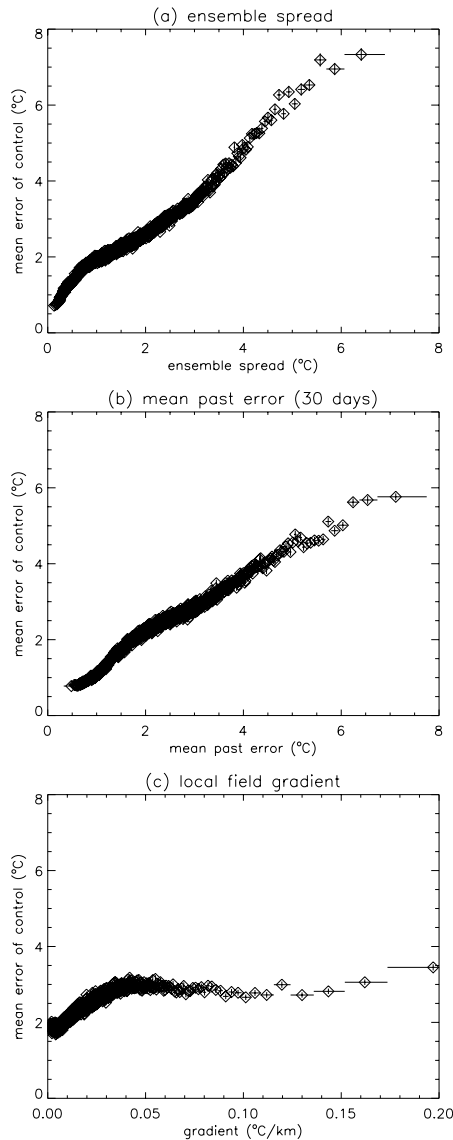 (a) ensemble spread
8
6
4
2
0
mean error of control (°C)
0 2 4 6 8
ensemble spread (°C)
(b) mean past error (30 days)
8
6
4
2
0
mean error of control (°C)
0 2 4 6 8
mean past error (°C)
(c) local field gradient
8
6
4
2
0
mean error of control (°C)
0.00 0.05 0.10 0.15 0.20
gradient (°C/km)